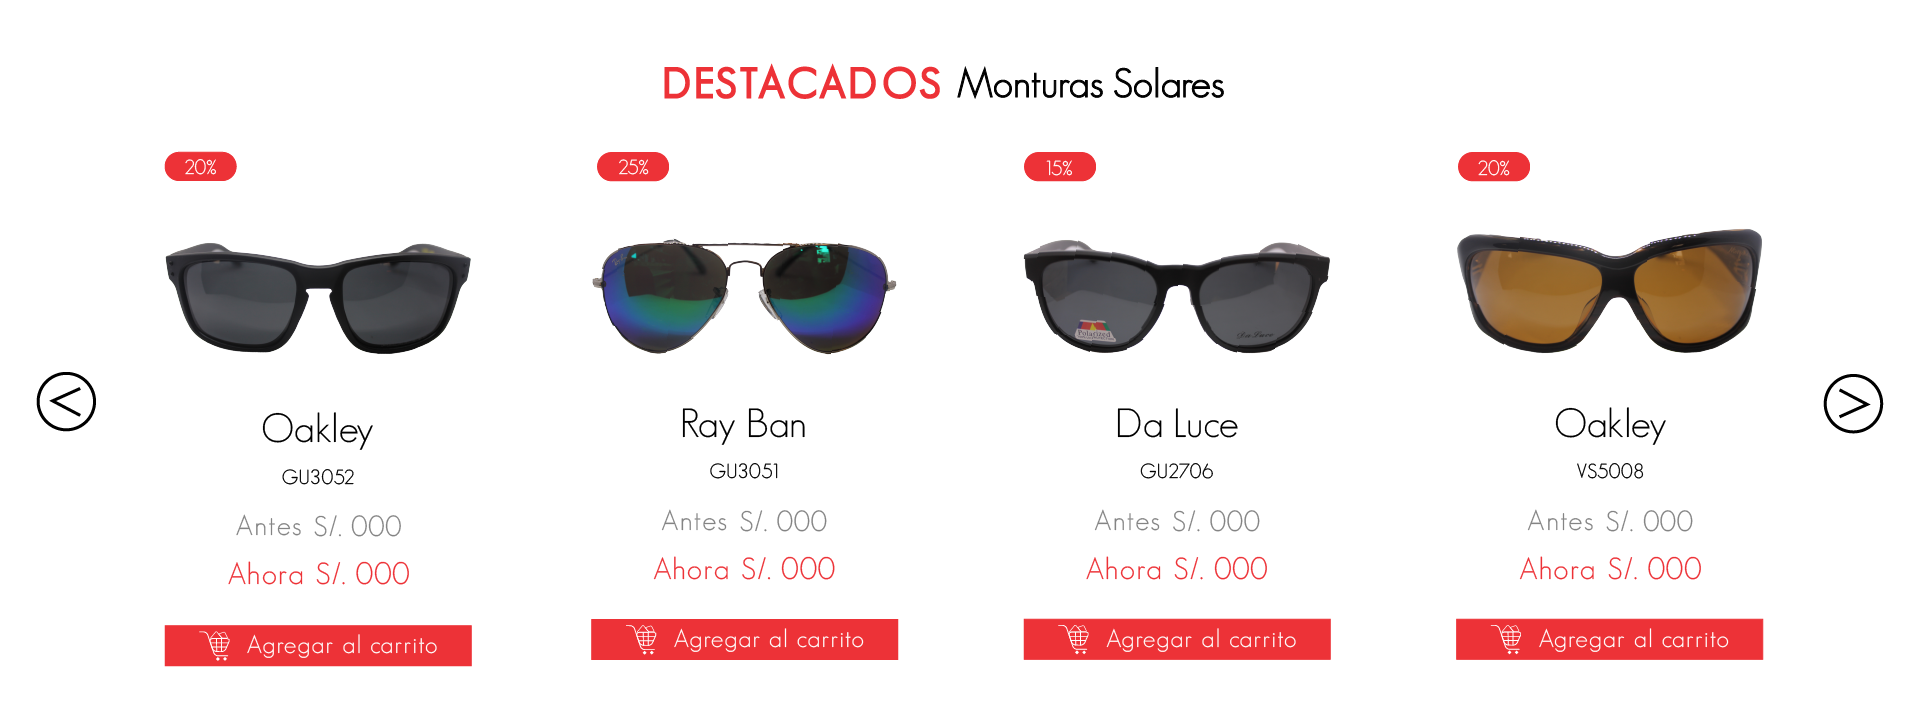 DESTACADOS Monturas Solares
20%
25%
15%
20%
Polarized
Oakley
GU3052
Antes S/. 000
Ahora S/. 000
Agregar al carrito
Ray Ban
GU3051
Antes S/. 000
Ahora S/. 000
Agregar al carrito
Da Luce
GU2706
Antes S/. 000
Ahora S/. 000
Agregar al carrito
Oakley
VS5008
Antes S/. 000
Ahora S/. 000
Agregar al carrito